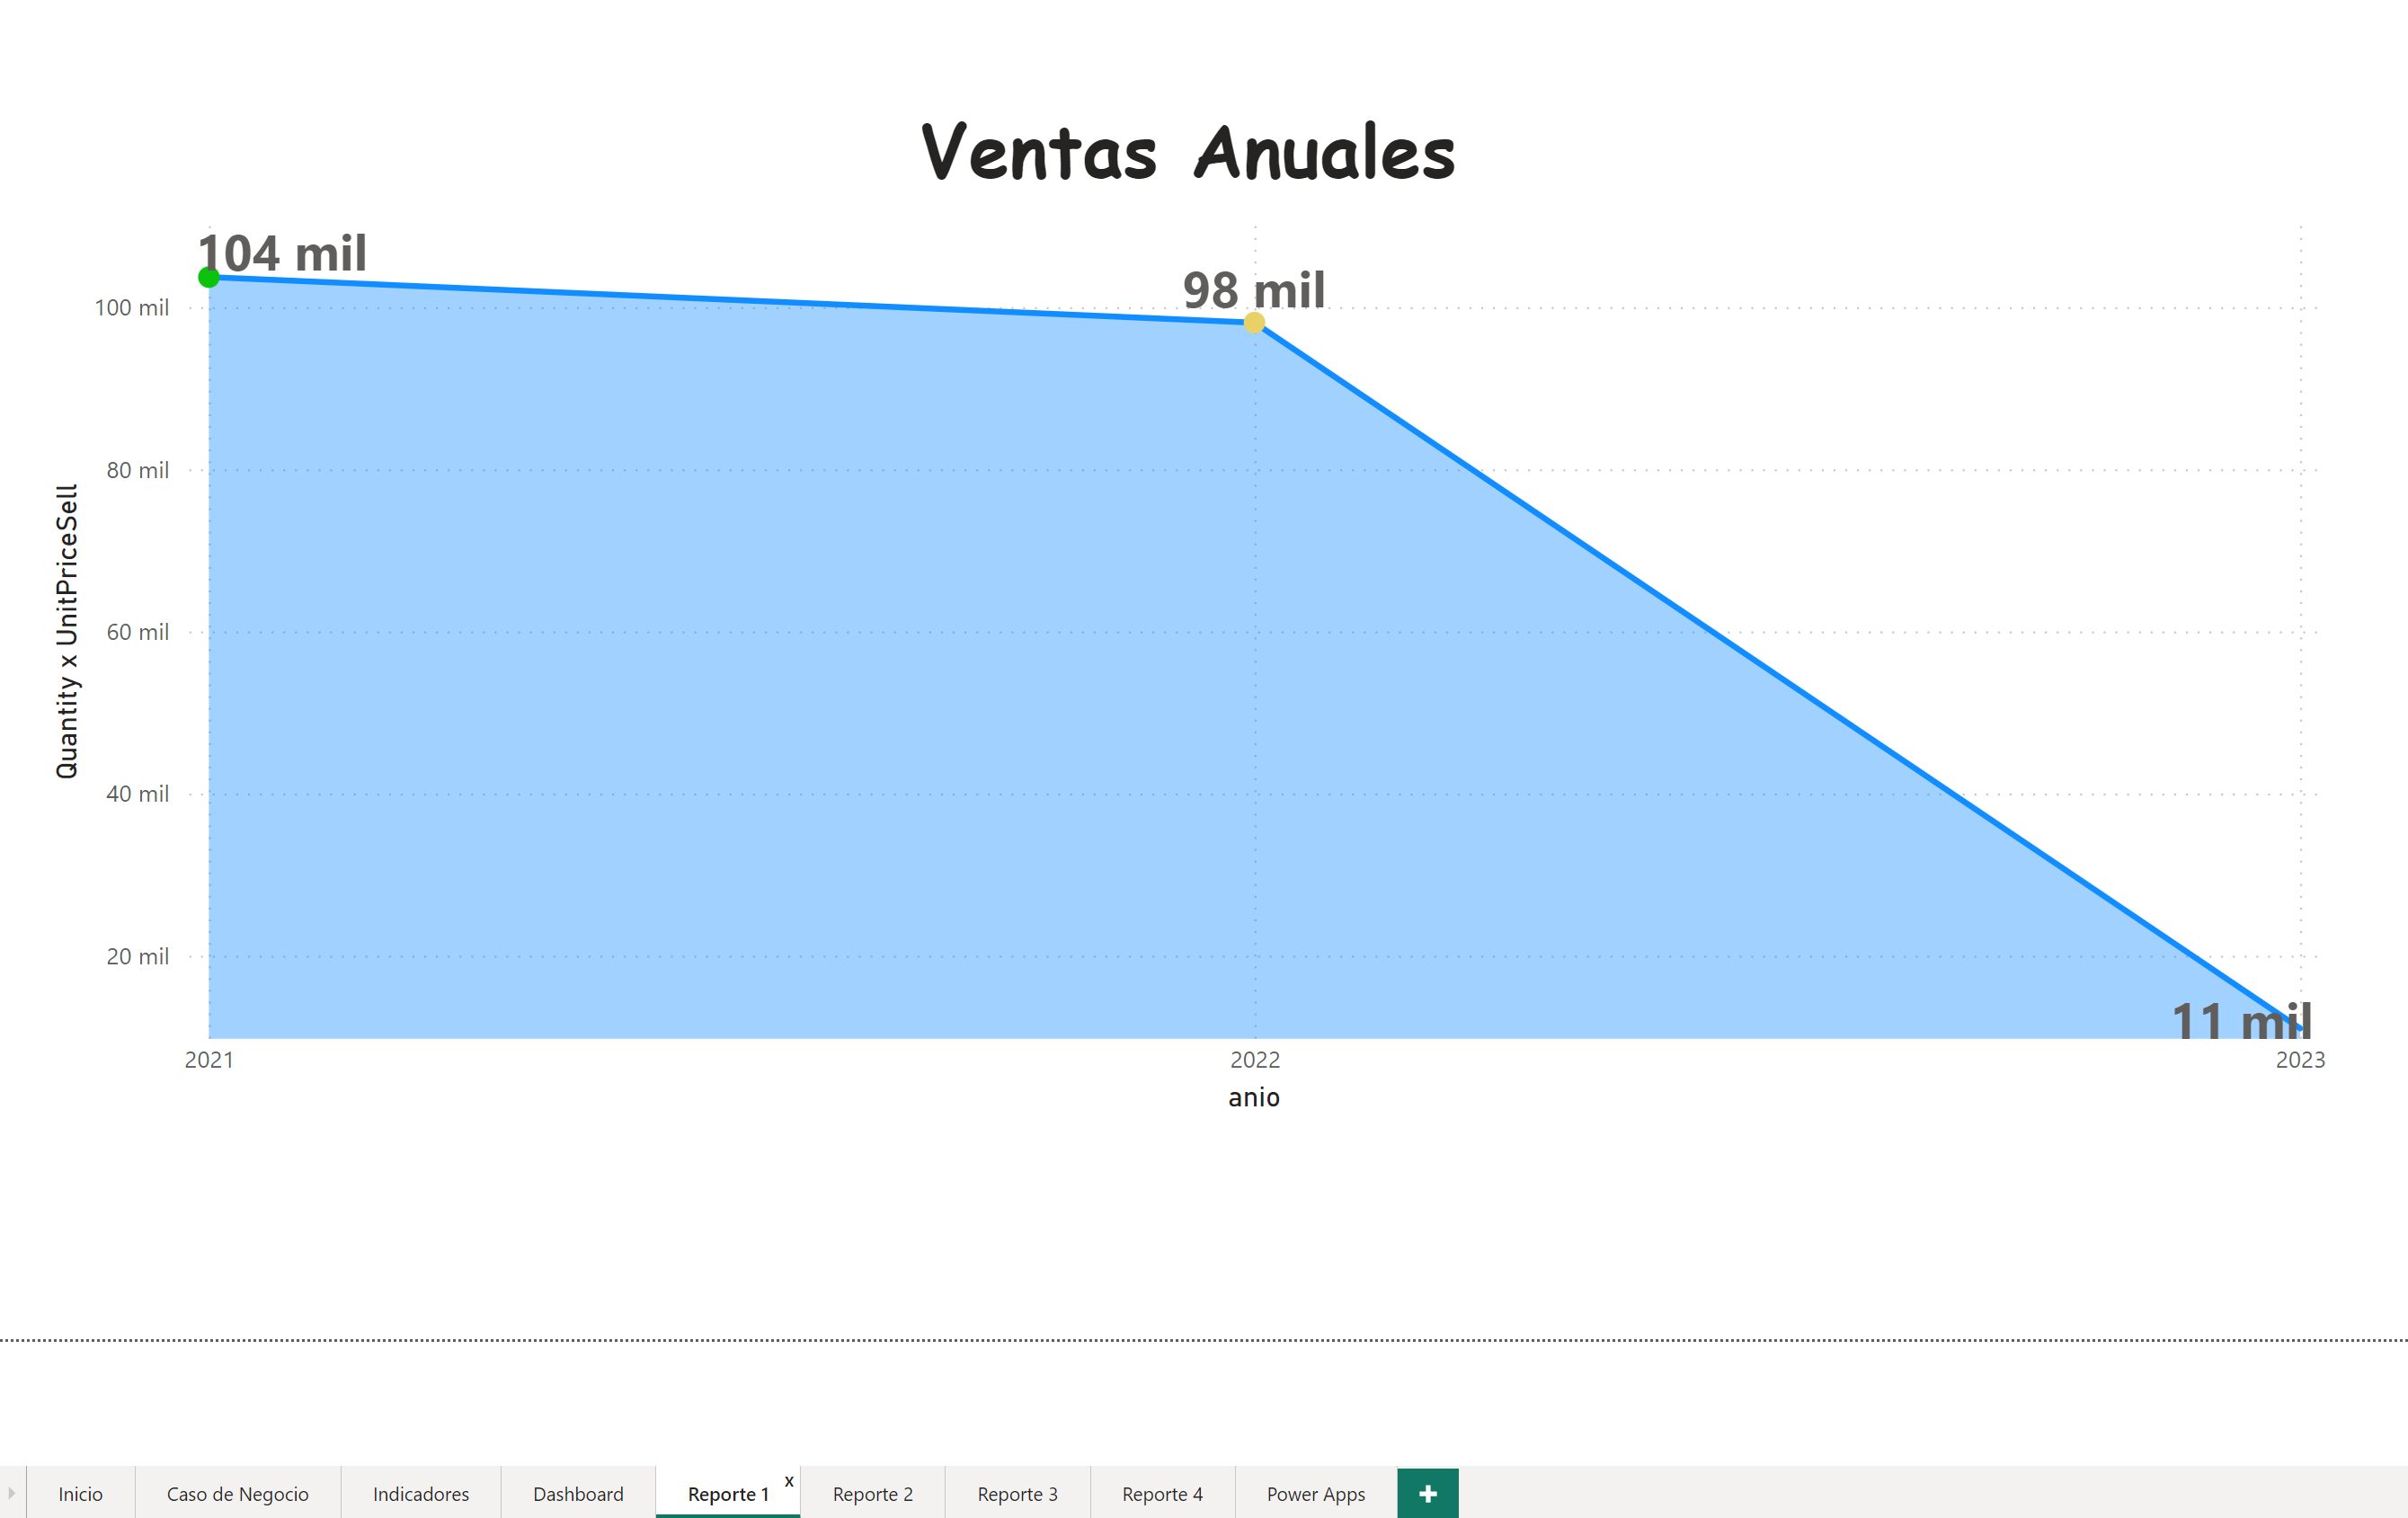 Ventas Anuales
104 mil
98 mil
11 mil
100 mil
80 mil
60 mil
40 mil
20 mil
Quantity x UnitPriceSell
2021 2022 2023
anio
Inicio Caso de Negocio Indicadores Dashboard Reporte 1 x Reporte 2 Reporte 3 Reporte 4 Power Apps +